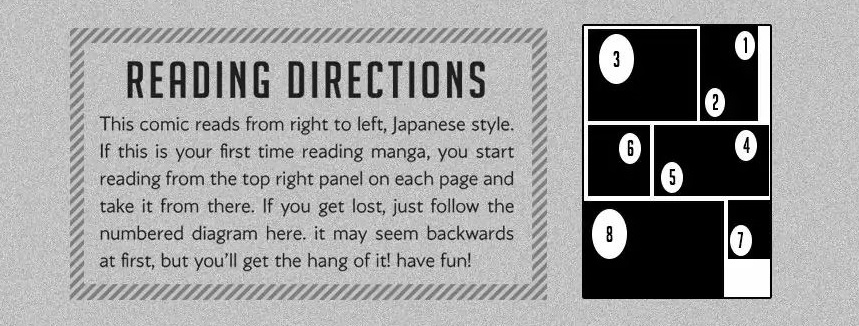 READING DIRECTIONS
This comic reads from right to left, Japanese style.
If this is your first time reading manga, you start
reading from the top right panel on each page and
take it from there. If you get lost, just follow the
numbered diagram here. it may seem backwards
at first, but you'll get the hang of it! have fun!
1
2
3
4
5
6
7
8